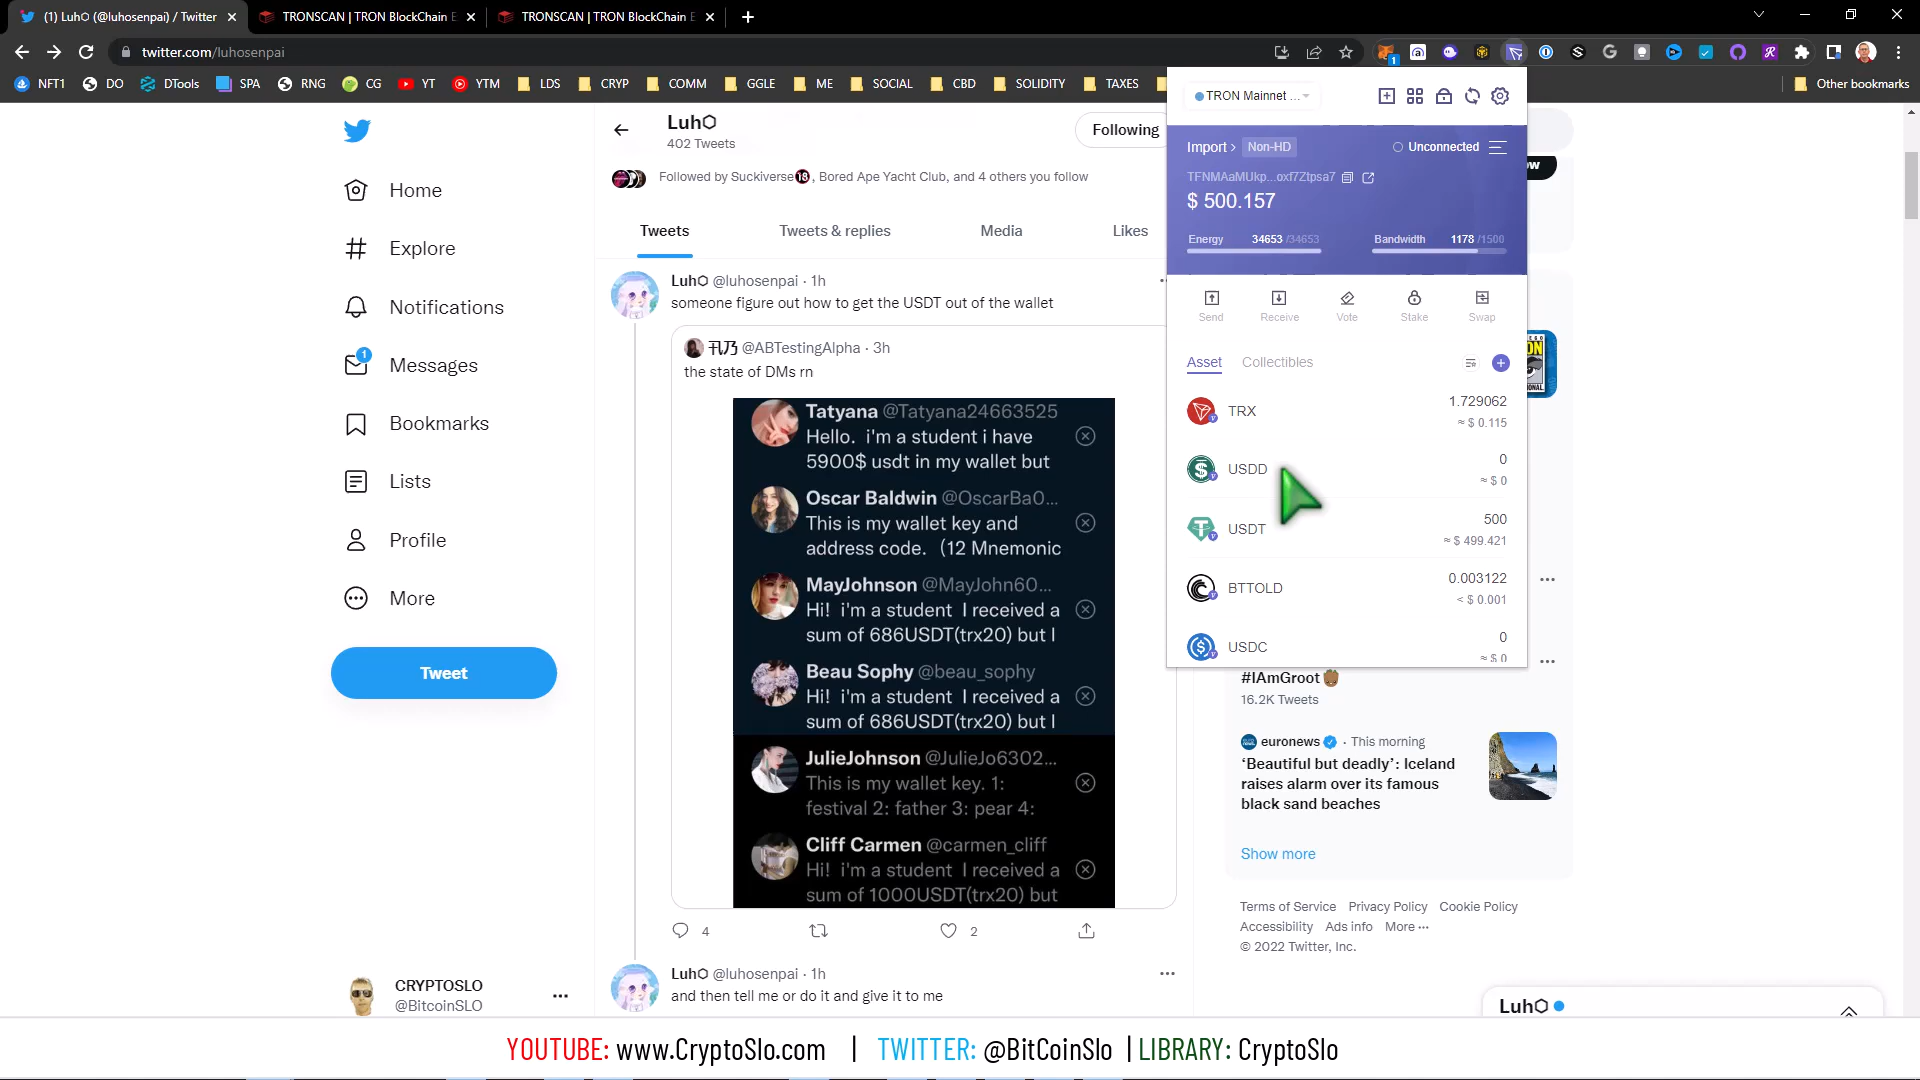 (1) Luh⬡ (@luhosenpai) / Twitter
TRONSCAN | TRON BlockChain E
TRONSCAN | TRON BlockChain E
twitter.com/luhosenpai
1
NFT1 DO DTools SPA RNG CG YT YTM LDS CRYP COMM GGLE ME SOCIAL CBD SOLIDITY TAXES Other bookmarks
Home
Explore
Notifications
1
Messages
Bookmarks
Lists
Profile
More
Tweet
CRYPTOSLO
@BitcoinSLO
Luh⬡
402 Tweets
Following
Followed by Suckiverse🔞, Bored Ape Yacht Club, and 4 others you follow
Tweets Tweets & replies Media Likes
Luh⬡ @luhosenpai · 1h
someone figure out how to get the USDT out of the wallet
卂乃 @ABTestingAlpha · 3h
the state of DMs rn
Tatyana @Tatyana24663525
Hello. i'm a student i have
5900$ usdt in my wallet but
Oscar Baldwin @OscarBa0...
This is my wallet key and
address code. (12 Mnemonic
MayJohnson @MayJohn60...
Hi! i'm a student I received a
sum of 686USDT(trx20) but I
Beau Sophy @beau_sophy
Hi! i'm a student I received a
sum of 686USDT(trx20) but I
JulieJohnson @JulieJo6302...
This is my wallet key. 1:
festival 2: father 3: pear 4:
Cliff Carmen @carmen_cliff
Hi! i'm a student I received a
sum of 1000USDT(trx20) but
4 2
Luh⬡ @luhosenpai · 1h
and then tell me or do it and give it to me
TRON Mainnet ...
Import > Non-HD
Unconnected
TFNMAaMUkp...oxf7Ztpsa7
$ 500.157
Energy 34653 /34653
Bandwidth 1178 /1500
Send Receive Vote Stake Swap
Asset Collectibles
TRX 1.729062
≈ $ 0.115
USDD 0
≈ $ 0
USDT 500
≈ $ 499.421
BTTOLD 0.003122
< $ 0.001
USDC 0
≈ $ 0
#IAmGroot
16.2K Tweets
euronews · This morning
‘Beautiful but deadly’: Iceland
raises alarm over its famous
black sand beaches
Show more
Terms of Service Privacy Policy Cookie Policy
Accessibility Ads info More ···
© 2022 Twitter, Inc.
Luh⬡
YOUTUBE: www.CryptoSlo.com | TWITTER: @BitCoinSlo | LIBRARY: CryptoSlo